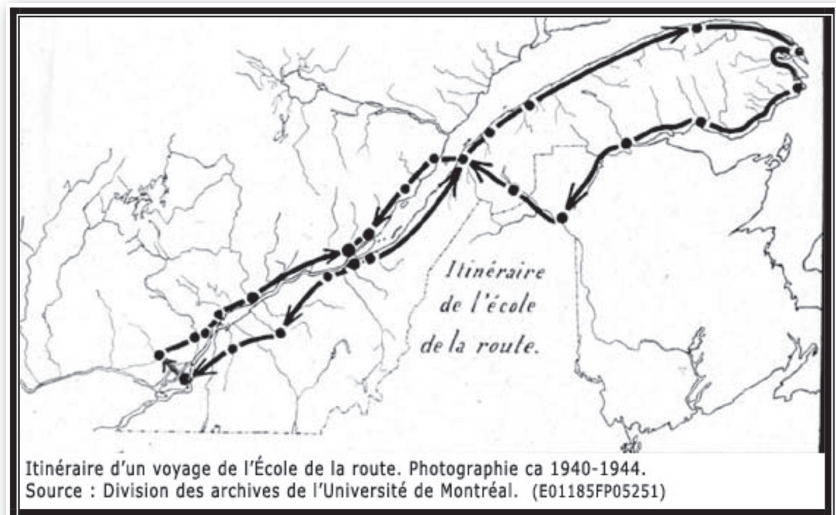 Itinéraire
de l'école
de la route.
Itinéraire d'un voyage de l'École de la route. Photographie ca 1940-1944.
Source : Division des archives de l'Université de Montréal. (E01185FP05251)